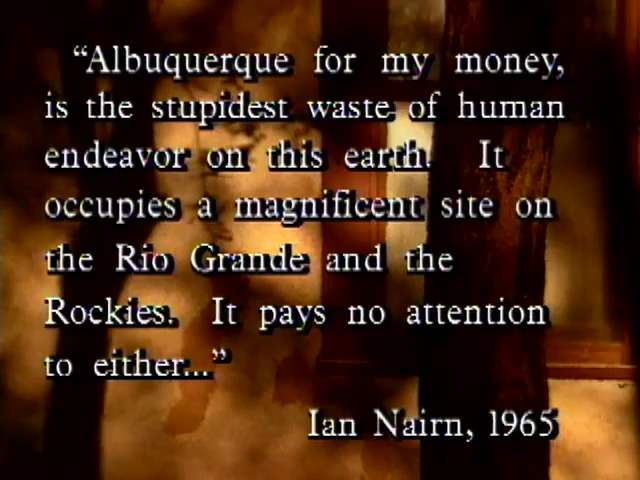 “Albuquerque for my money,
is the stupidest waste of human
endeavor on this earth. It
occupies a magnificent site on
the Rio Grande and the
Rockies. It pays no attention
to either...”
Ian Nairn, 1965